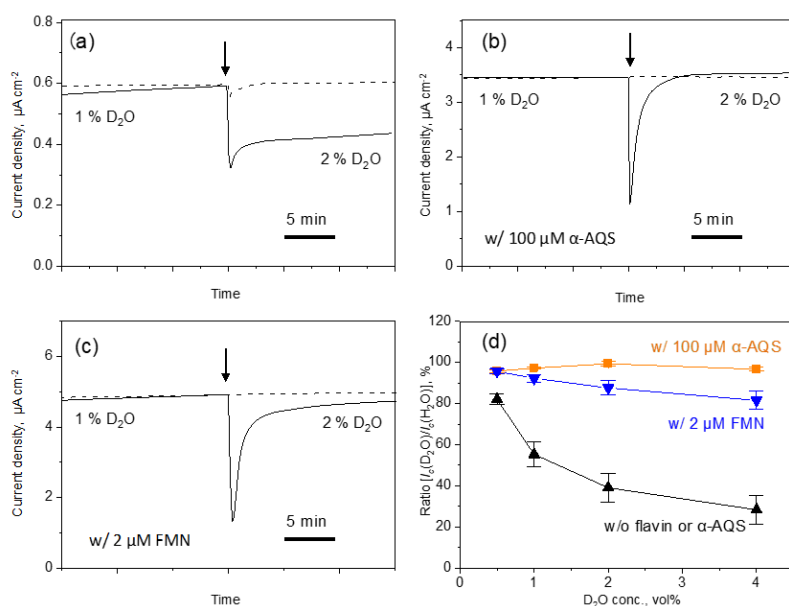 (a)
0.8
0.6
0.4
0.2
0.0
Current density, µA cm⁻²
1 % D₂O
2 % D₂O
5 min
Time
(b)
4.5
3.0
1.5
0.0
Current density, µA cm⁻²
1 % D₂O
2 % D₂O
5 min
w/ 100 µM α-AQS
Time
(c)
6
4
2
0
Current density, µA cm⁻²
1 % D₂O
2 % D₂O
5 min
w/ 2 µM FMN
Time
(d)
120
100
80
60
40
20
0
Ratio [I꜀(D₂O)/I꜀(H₂O)], %
w/ 100 µM α-AQS
w/ 2 µM FMN
w/o flavin or α-AQS
0 1 2 3 4
D₂O conc., vol%